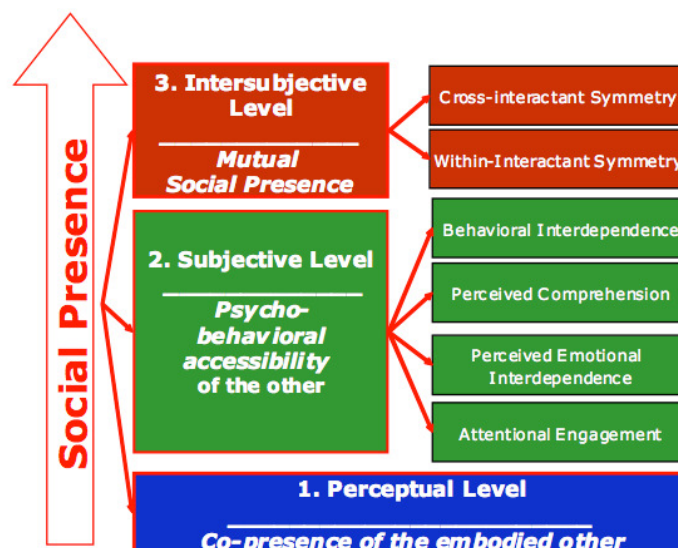 Social Presence
3. Intersubjective
Level
Mutual
Social Presence
Cross-interactant Symmetry
Within-Interactant Symmetry
2. Subjective Level
Psycho-
behavioral
accessibility
of the other
Behavioral Interdependence
Perceived Comprehension
Perceived Emotional
Interdependence
Attentional Engagement
1. Perceptual Level
Co-presence of the embodied other